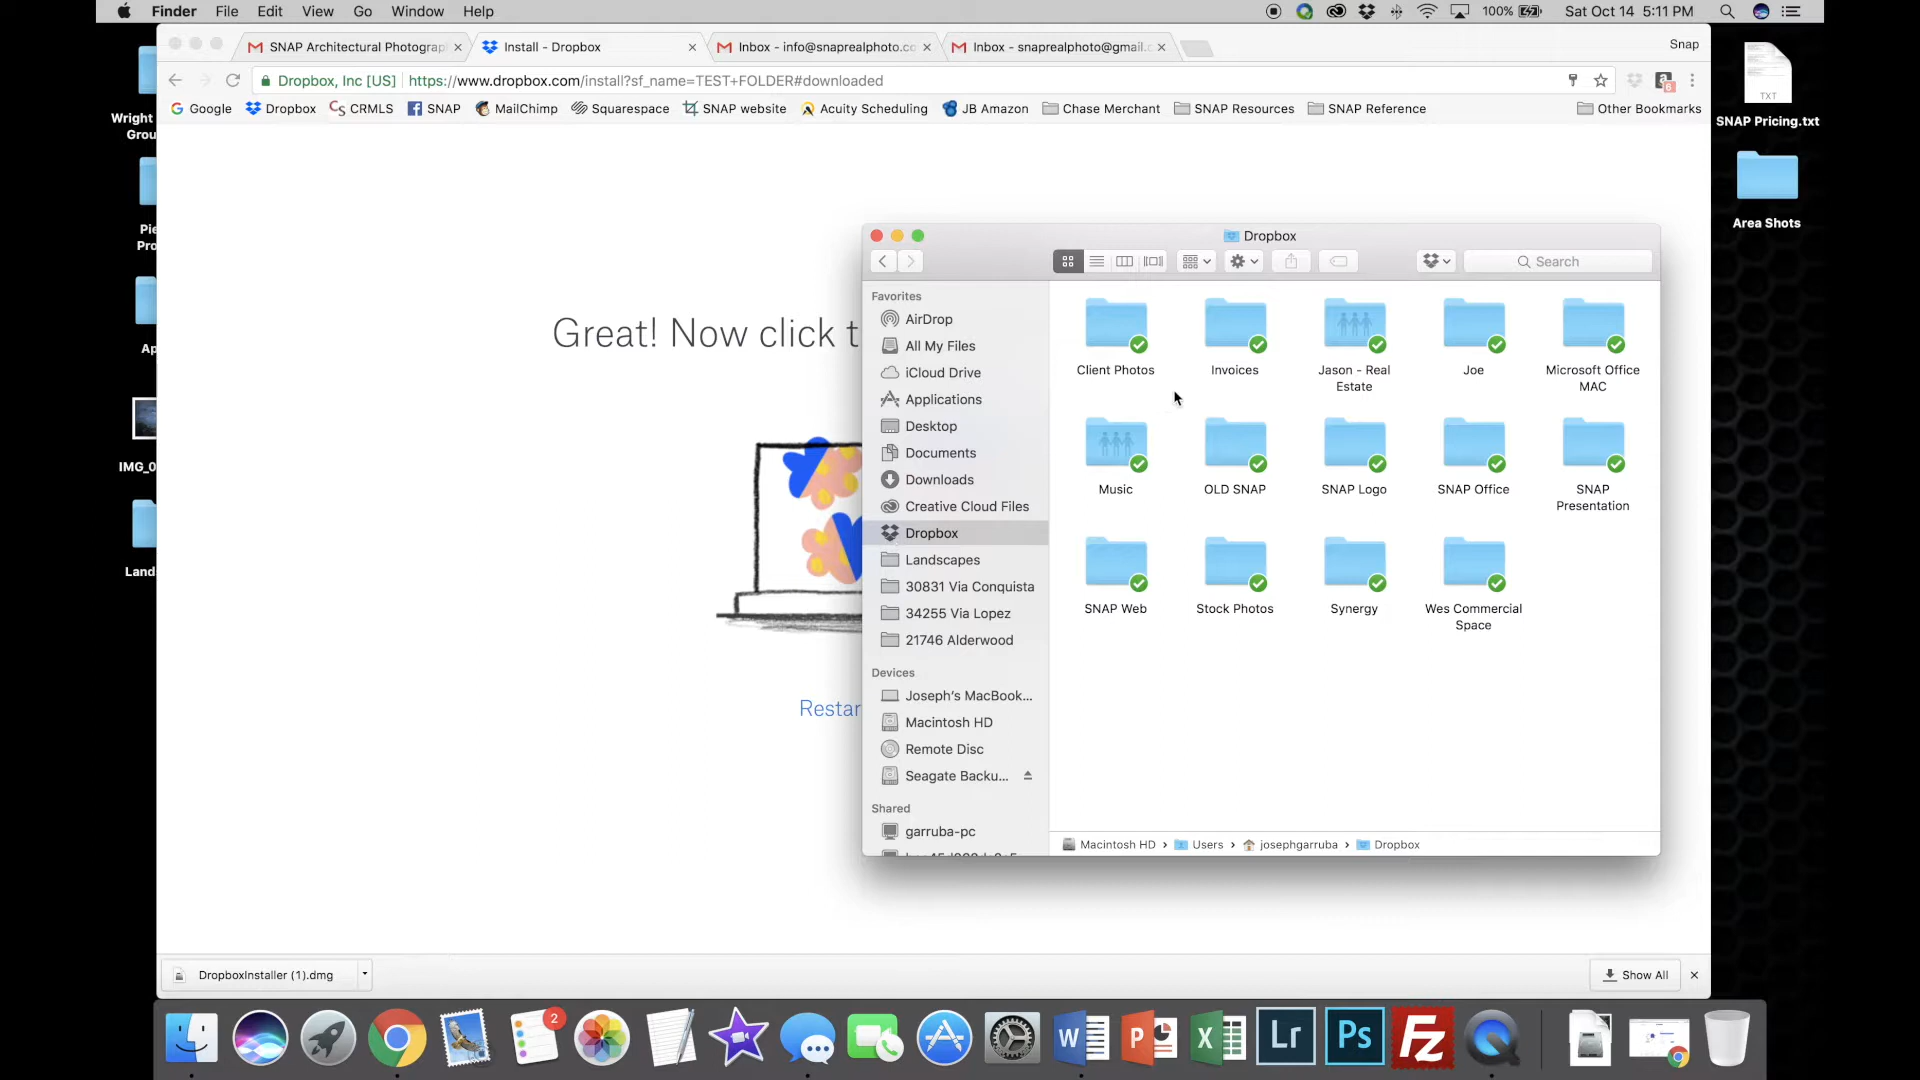 Finder File Edit View Go Window Help 100% Sat Oct 14 5:11 PM
SNAP Architectural Photograp Install - Dropbox Inbox - info@snaprealphoto.co Inbox - snaprealphoto@gmail.c Snap
Dropbox, Inc [US] https://www.dropbox.com/install?sf_name=TEST+FOLDER#downloaded
Google Dropbox CRMLS SNAP MailChimp Squarespace SNAP website Acuity Scheduling JB Amazon Chase Merchant SNAP Resources SNAP Reference Other Bookmarks
Wright
Grou
Pie
Pro
Ap
IMG_0
Land
TXT
SNAP Pricing.txt
Area Shots
Great! Now click t
Restar
Dropbox
Search
Favorites
AirDrop
All My Files
iCloud Drive
Applications
Desktop
Documents
Downloads
Creative Cloud Files
Dropbox
Landscapes
30831 Via Conquista
34255 Via Lopez
21746 Alderwood
Devices
Joseph's MacBook...
Macintosh HD
Remote Disc
Seagate Backu...
Shared
garruba-pc
Client Photos
Invoices
Jason - Real
Estate
Joe
Microsoft Office
MAC
Music
OLD SNAP
SNAP Logo
SNAP Office
SNAP
Presentation
SNAP Web
Stock Photos
Synergy
Wes Commercial
Space
Macintosh HD › Users › josephgarruba › Dropbox
DropboxInstaller (1).dmg
Show All
2
W
P
X
Lr
Ps
Fz